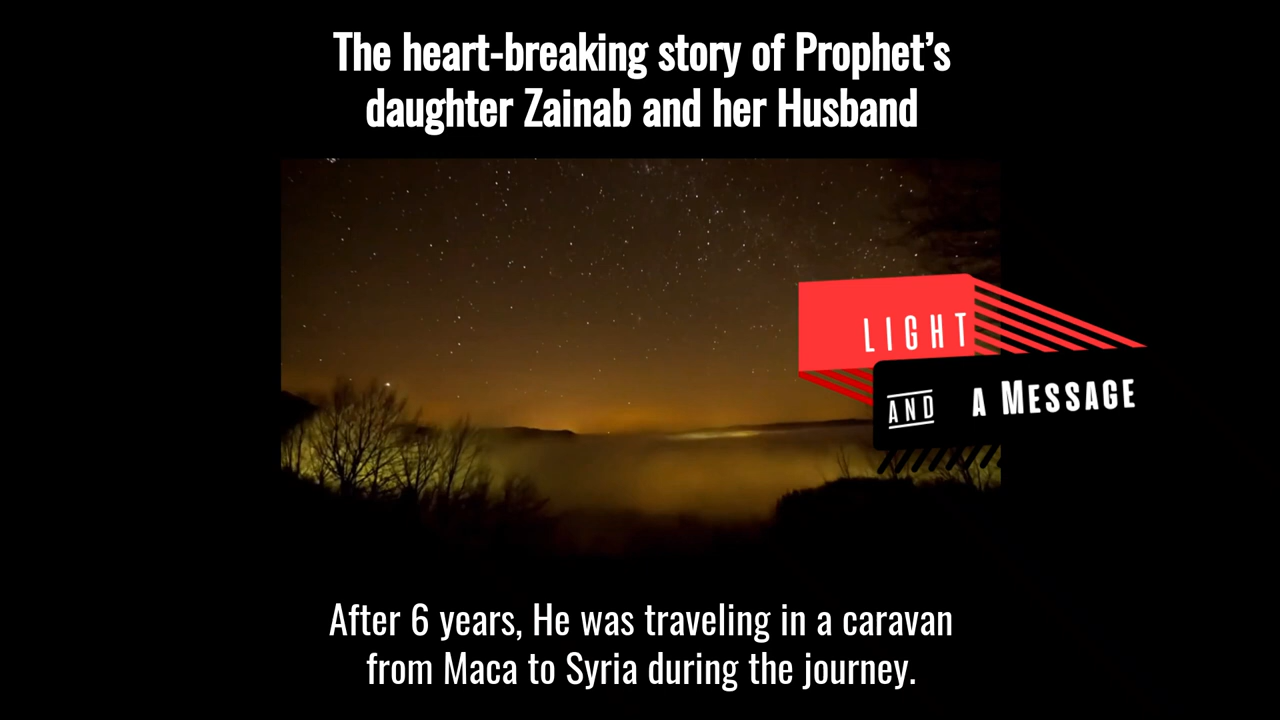 The heart-breaking story of Prophet’s
daughter Zainab and her Husband
LIGHT
AND a MESSAGE
After 6 years, He was traveling in a caravan
from Maca to Syria during the journey.